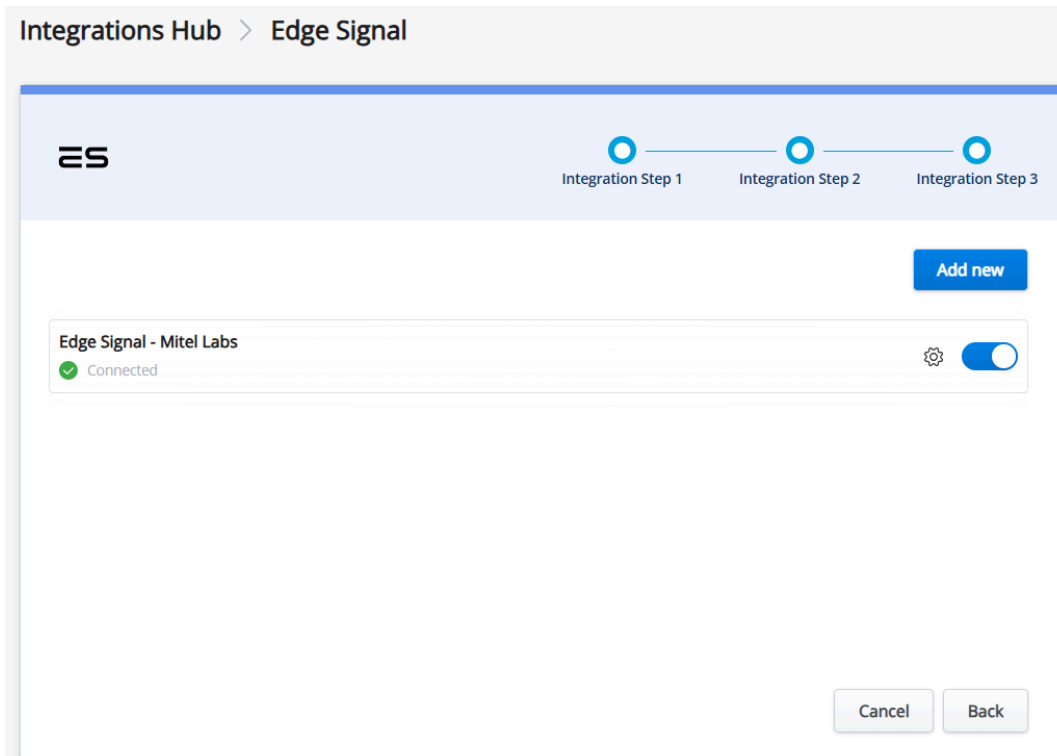 Integrations Hub > Edge Signal
ES
Integration Step 1 Integration Step 2 Integration Step 3
Add new
Edge Signal - Mitel Labs
Connected
Cancel Back